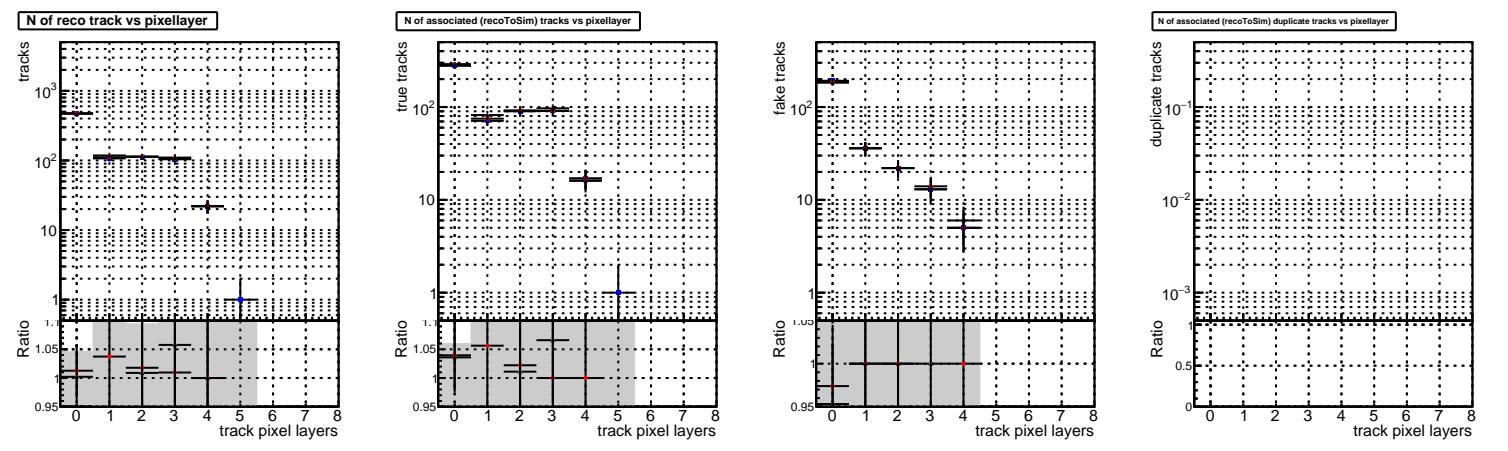 N of reco track vs pixellayer
tracks
10³
10²
10
1
Ratio
1.1
1.05
1
0.95
0 1 2 3 4 5 6 7 8
track pixel layers
N of associated (recoToSim) tracks vs pixellayer
true tracks
10²
10
1
Ratio
1.1
1.05
1
0.95
0 1 2 3 4 5 6 7 8
track pixel layers
fake tracks
10²
10
1
Ratio
1.05
1
0.95
0 1 2 3 4 5 6 7 8
track pixel layers
N of associated (recoToSim) duplicate tracks vs pixellayer
duplicate tracks
10⁻¹
10⁻²
10⁻³
Ratio
1
0.5
0
0 1 2 3 4 5 6 7 8
track pixel layers